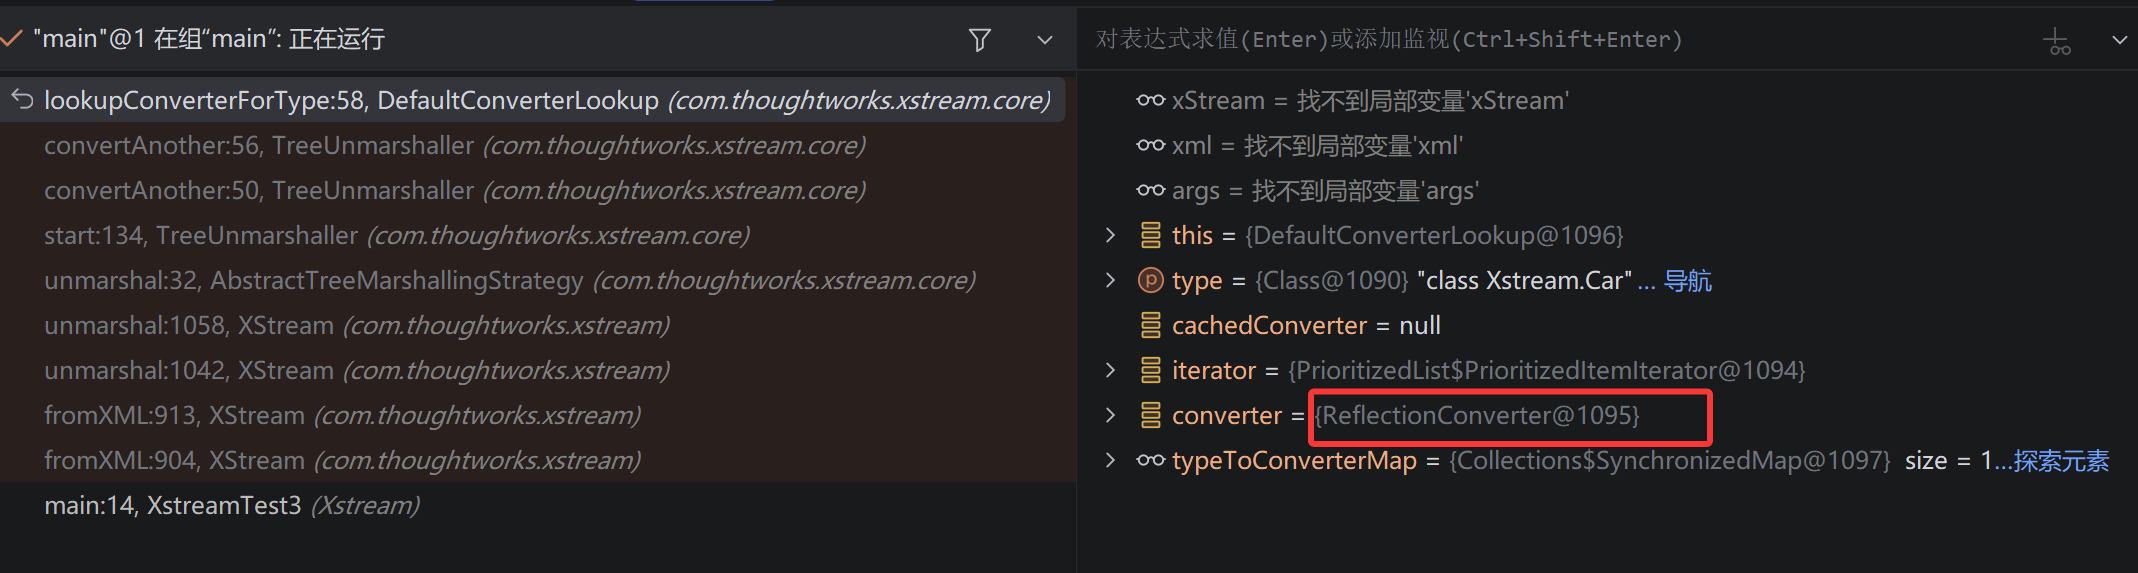 "main"@1 在组“main”: 正在运行
lookupConverterForType:58, DefaultConverterLookup (com.thoughtworks.xstream.core)
convertAnother:56, TreeUnmarshaller (com.thoughtworks.xstream.core)
convertAnother:50, TreeUnmarshaller (com.thoughtworks.xstream.core)
start:134, TreeUnmarshaller (com.thoughtworks.xstream.core)
unmarshal:32, AbstractTreeMarshallingStrategy (com.thoughtworks.xstream.core)
unmarshal:1058, XStream (com.thoughtworks.xstream)
unmarshal:1042, XStream (com.thoughtworks.xstream)
fromXML:913, XStream (com.thoughtworks.xstream)
fromXML:904, XStream (com.thoughtworks.xstream)
main:14, XstreamTest3 (Xstream)
对表达式求值(Enter)或添加监视(Ctrl+Shift+Enter)
xStream = 找不到局部变量'xStream'
xml = 找不到局部变量'xml'
args = 找不到局部变量'args'
this = {DefaultConverterLookup@1096}
p type = {Class@1090} "class Xstream.Car" ... 导航
cachedConverter = null
iterator = {PrioritizedList$PrioritizedItemIterator@1094}
converter = {ReflectionConverter@1095}
typeToConverterMap = {Collections$SynchronizedMap@1097} size = 1...探索元素